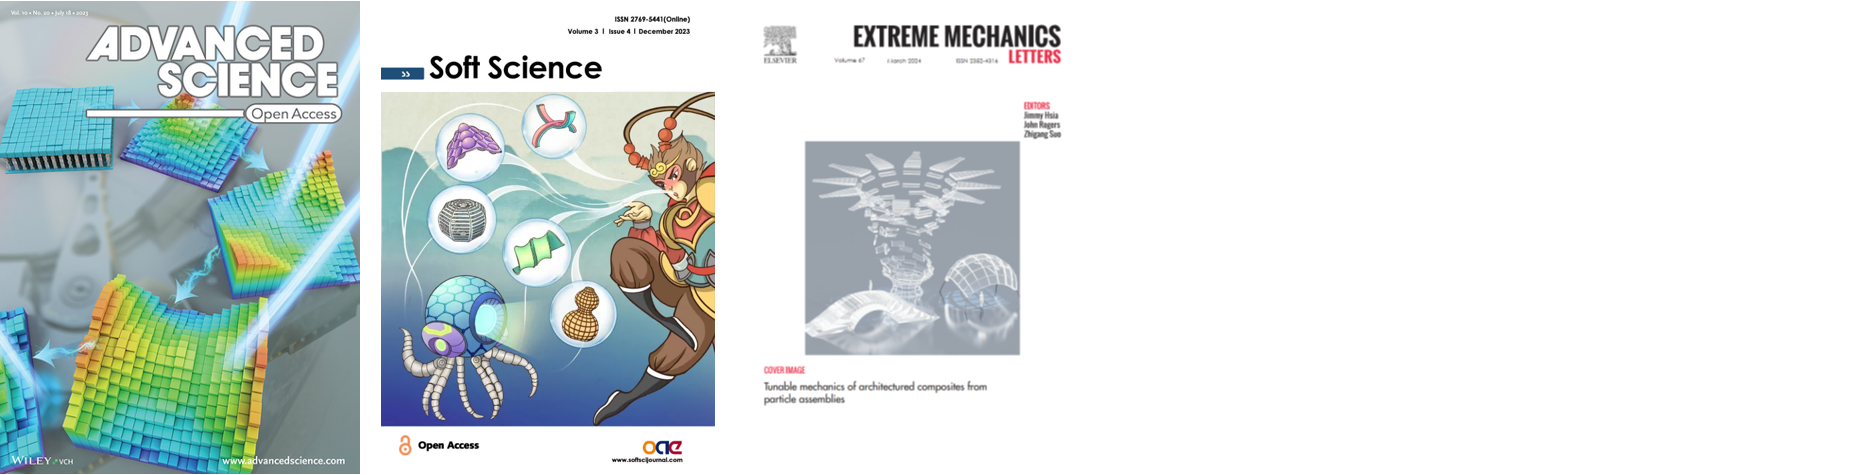 Vol. 10 • No. 20 • July 18 • 2023
ADVANCED
SCIENCE
Open Access
WILEY VCH
www.advancedscience.com
ISSN 2769-5441(Online)
Volume 3 | Issue 4 | December 2023
›› Soft Science
Open Access
oae
www.softscijournal.com
ELSEVIER
EXTREME MECHANICS
LETTERS
Volume 67
March 2024
ISSN 2352-4316
EDITORS
Jimmy Hsia
John Rogers
Zhigang Suo
COVER IMAGE
Tunable mechanics of architectured composites from
particle assemblies